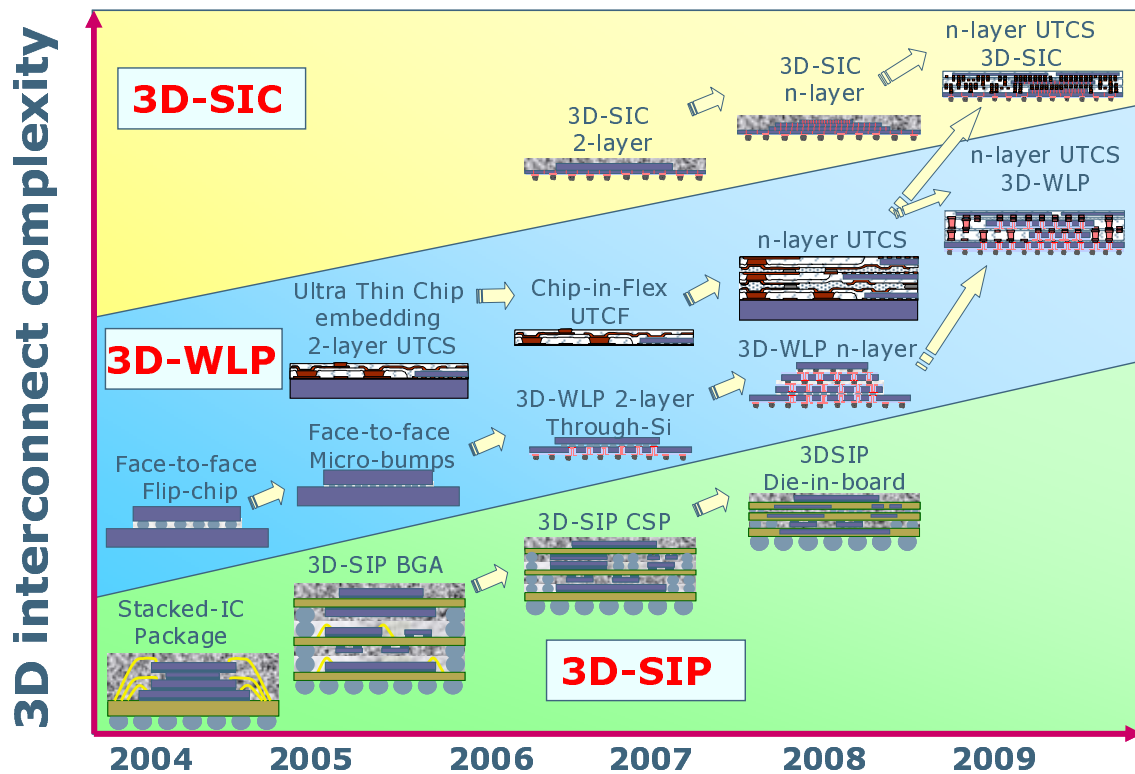 3D interconnect complexity
3D-SIC
3D-SIC
2-layer
3D-SIC
n-layer
n-layer UTCS
3D-SIC
n-layer UTCS
3D-WLP
3D-WLP
Ultra Thin Chip
embedding
2-layer UTCS
Chip-in-Flex
UTCF
n-layer UTCS
Face-to-face
Flip-chip
Face-to-face
Micro-bumps
3D-WLP 2-layer
Through-Si
3D-WLP n-layer
Stacked-IC
Package
3D-SIP BGA
3D-SIP CSP
3DSIP
Die-in-board
3D-SIP
2004 2005 2006 2007 2008 2009